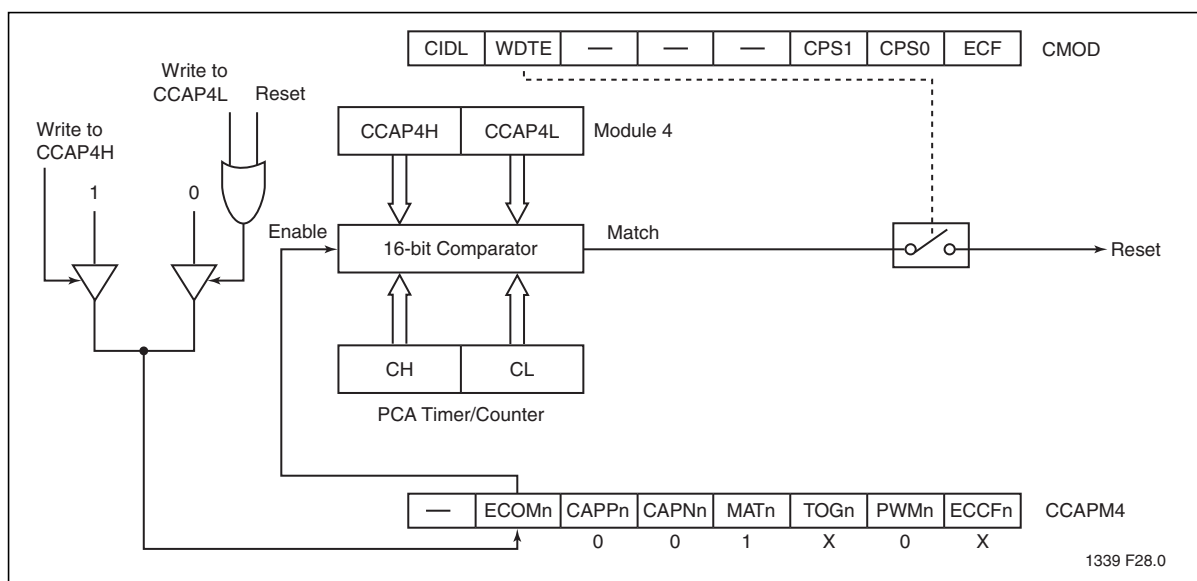 CIDL WDTE — — — CPS1 CPS0 ECF CMOD
Write to
CCAP4L
Reset
Write to
CCAP4H
CCAP4H CCAP4L Module 4
1 0
Enable
16-bit Comparator
Match
Reset
CH CL
PCA Timer/Counter
— ECOMn CAPPn CAPNn MATn TOGn PWMn ECCFn CCAPM4
0 0 1 X 0 X
1339 F28.0